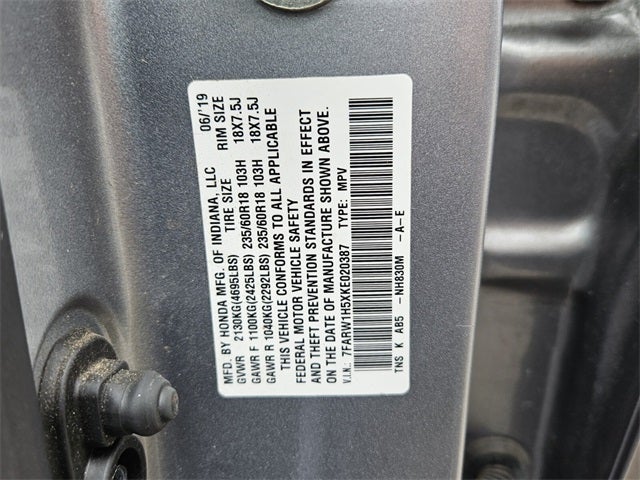 MFD. BY HONDA MFG. OF INDIANA, LLC 06/'19
GVWR 2130KG(4695LBS) TIRE SIZE RIM SIZE
GAWR F 1100KG(2425LBS) 235/60R18 103H 18X7.5J
GAWR R 1040KG(2292LBS) 235/60R18 103H 18X7.5J
THIS VEHICLE CONFORMS TO ALL APPLICABLE
FEDERAL MOTOR VEHICLE SAFETY
AND THEFT PREVENTION STANDARDS IN EFFECT
ON THE DATE OF MANUFACTURE SHOWN ABOVE.
V.I.N.: 7FARW1H5XKE020387 TYPE: MPV
TNS K AB5 -NH830M -A-E